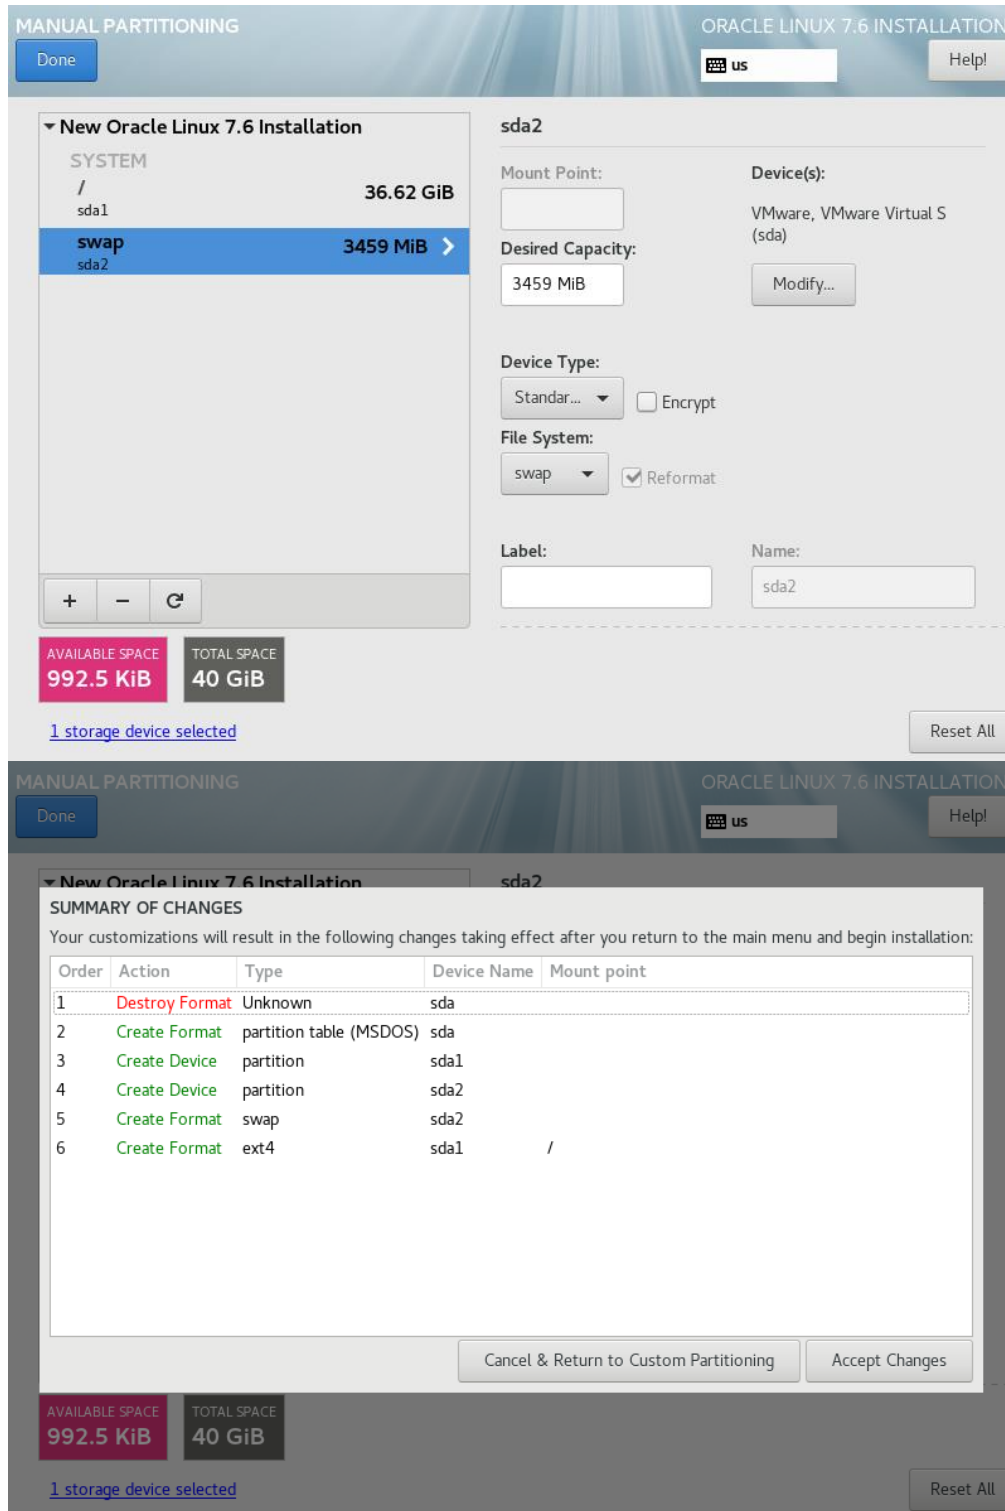 MANUAL PARTITIONING
ORACLE LINUX 7.6 INSTALLATION
Done
us
Help!
New Oracle Linux 7.6 Installation
SYSTEM
/
36.62 GiB
sda1
swap
3459 MiB
sda2
sda2
Mount Point:
Device(s):
VMware, VMware Virtual S
(sda)
Desired Capacity:
3459 MiB
Modify...
Device Type:
Standar...
Encrypt
File System:
swap
Reformat
Label:
Name:
sda2
+ −
AVAILABLE SPACE
992.5 KiB
TOTAL SPACE
40 GiB
1 storage device selected
Reset All
MANUAL PARTITIONING
ORACLE LINUX 7.6 INSTALLATION
Done
us
Help!
New Oracle Linux 7.6 Installation
sda2
SUMMARY OF CHANGES
Your customizations will result in the following changes taking effect after you return to the main menu and begin installation:
Order Action Type Device Name Mount point
1 Destroy Format Unknown sda
2 Create Format partition table (MSDOS) sda
3 Create Device partition sda1
4 Create Device partition sda2
5 Create Format swap sda2
6 Create Format ext4 sda1 /
Cancel & Return to Custom Partitioning
Accept Changes
AVAILABLE SPACE
992.5 KiB
TOTAL SPACE
40 GiB
1 storage device selected
Reset All